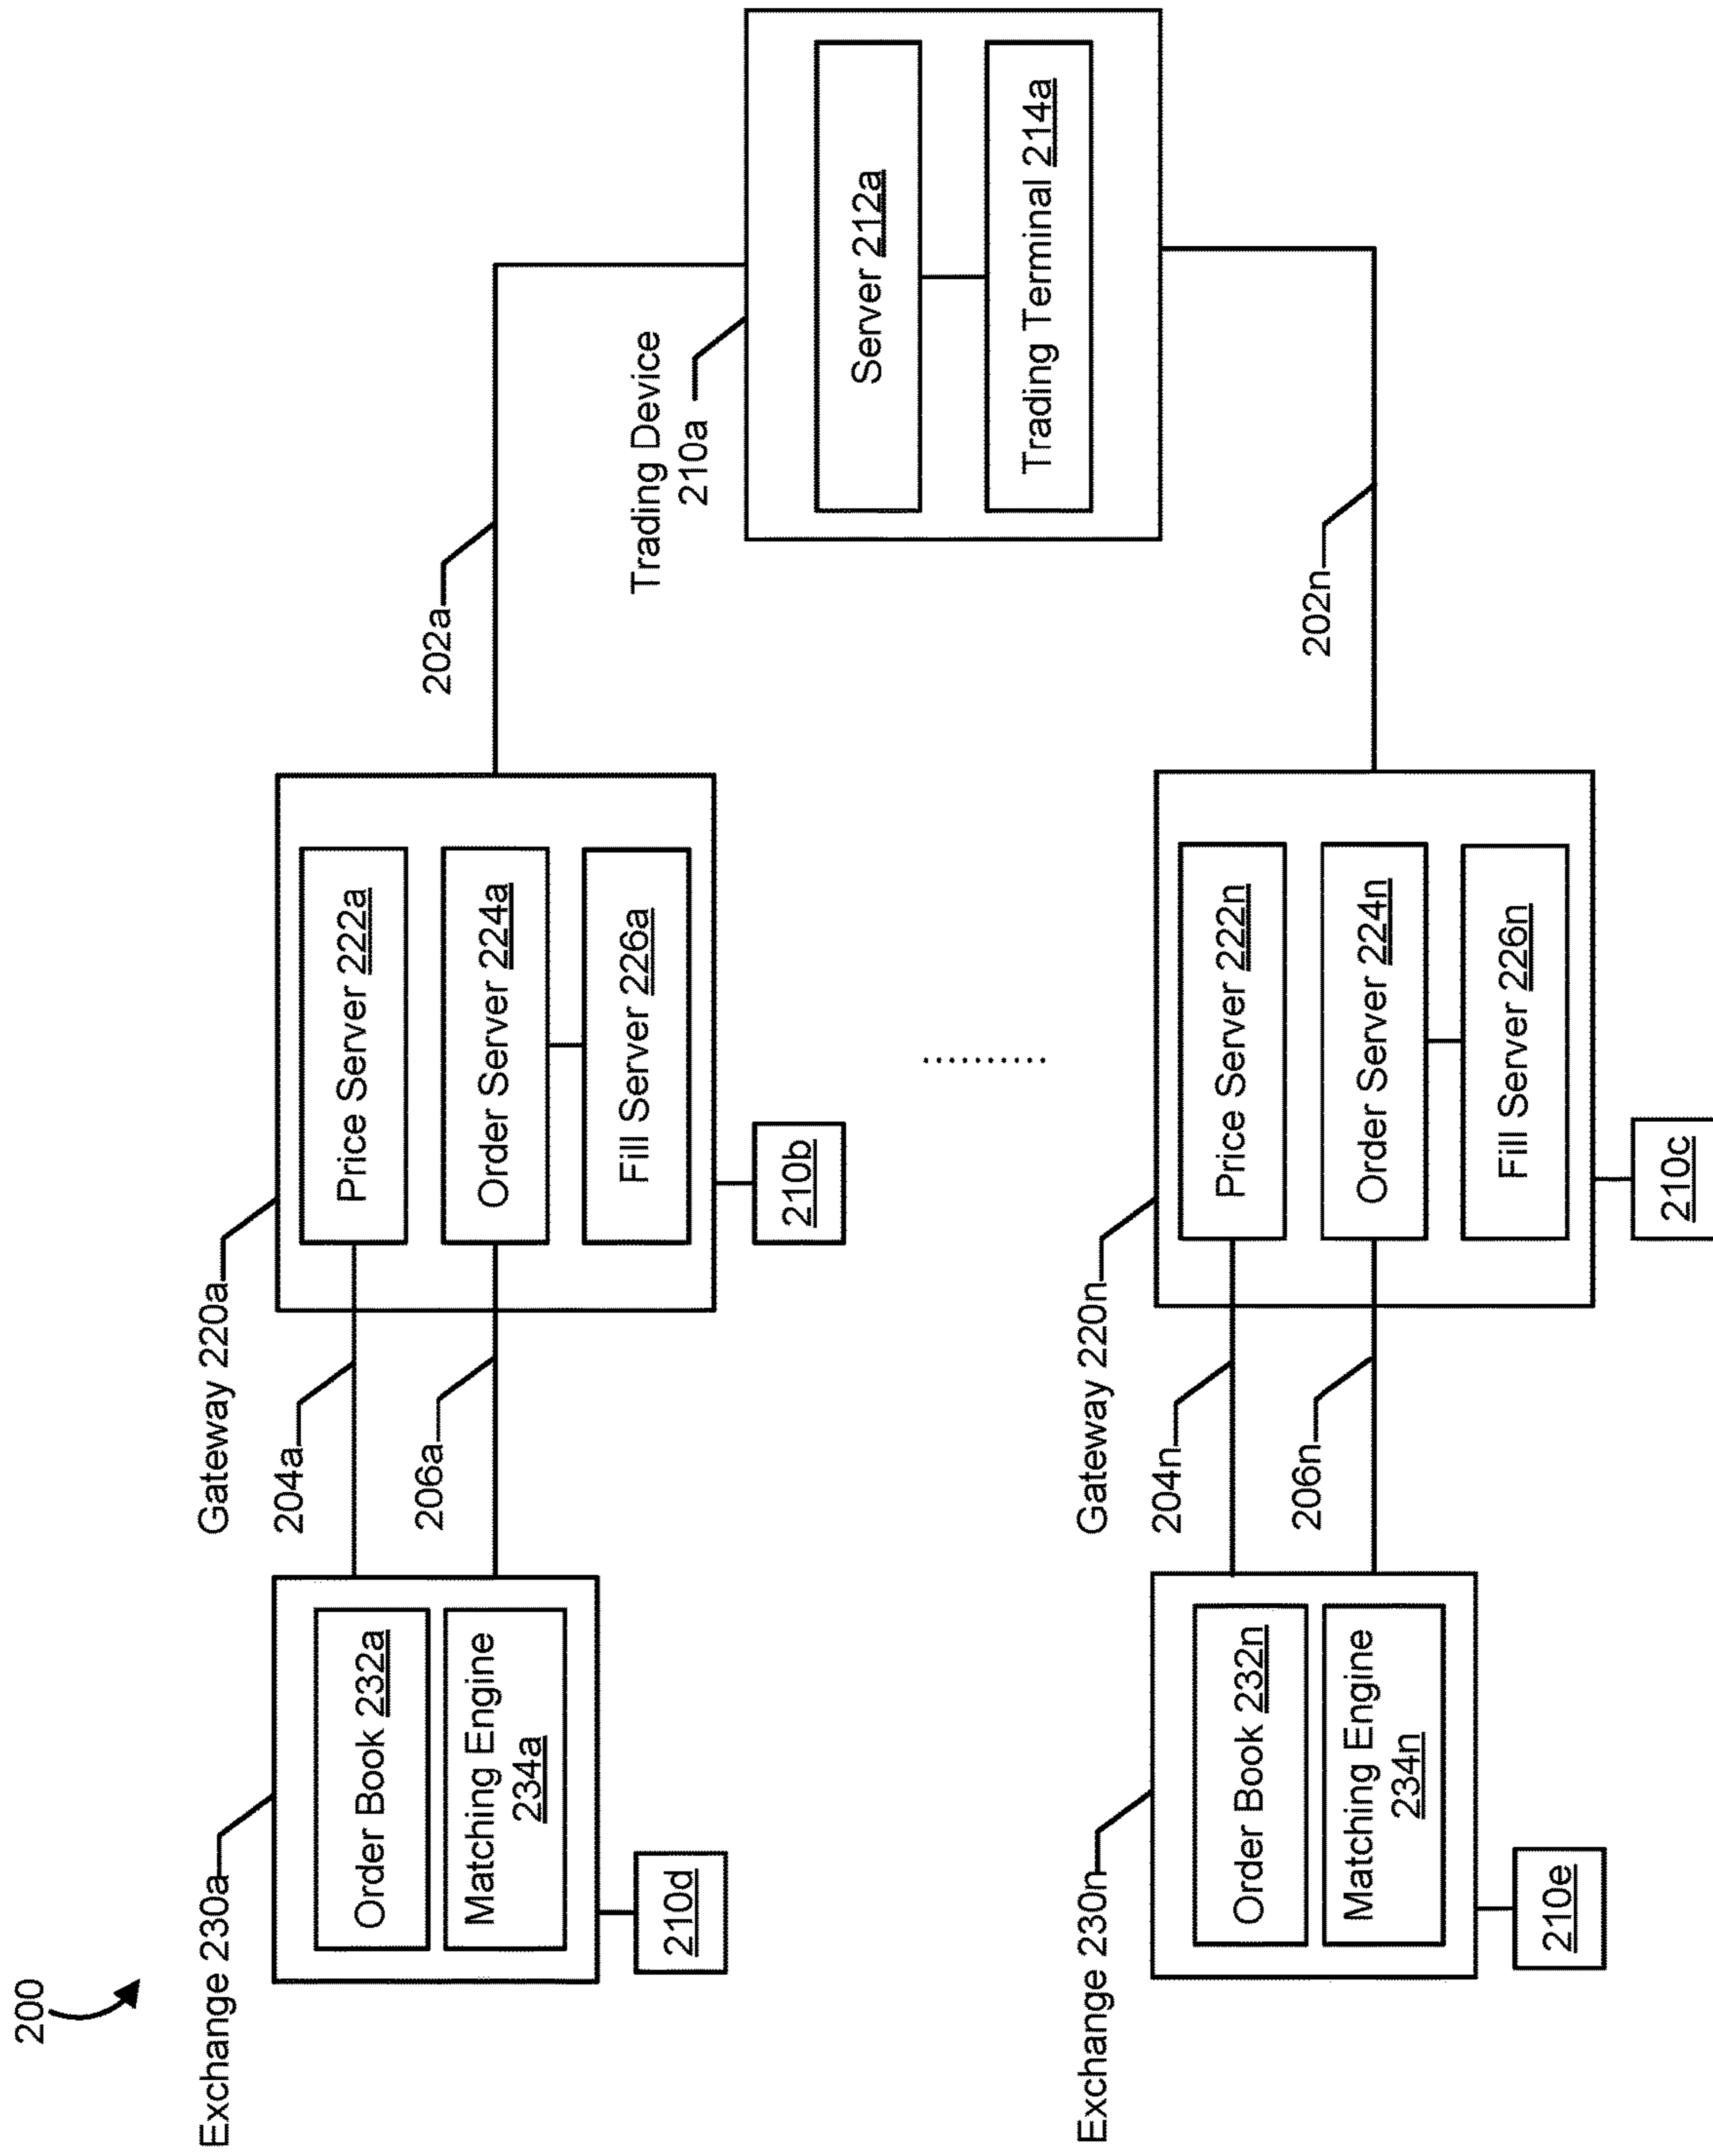 200
Exchange 230a
Order Book 232a
Matching Engine
234a
210d
204a
206a
Gateway 220a
Price Server 222a
Order Server 224a
Fill Server 226a
210b
202a
Trading Device
210a
Server 212a
Trading Terminal 214a
..........
Exchange 230n
Order Book 232n
Matching Engine
234n
210e
204n
206n
Gateway 220n
Price Server 222n
Order Server 224n
Fill Server 226n
210c
202n